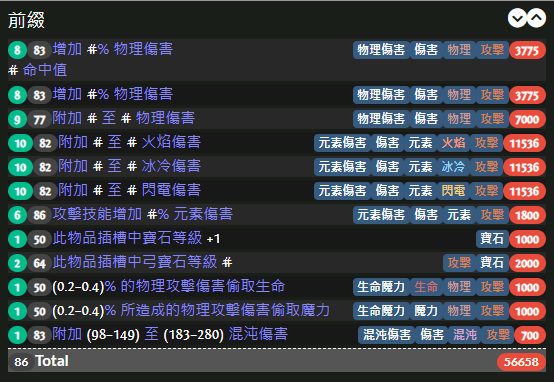 前綴
8 83 增加 #% 物理傷害 物理傷害 傷害 物理 攻擊 3775
# 命中值
8 83 增加 #% 物理傷害 物理傷害 傷害 物理 攻擊 3775
9 77 附加 # 至 # 物理傷害 物理傷害 傷害 物理 攻擊 7000
10 82 附加 # 至 # 火焰傷害 元素傷害 傷害 元素 火焰 攻擊 11536
10 82 附加 # 至 # 冰冷傷害 元素傷害 傷害 元素 冰冷 攻擊 11536
10 82 附加 # 至 # 閃電傷害 元素傷害 傷害 元素 閃電 攻擊 11536
6 86 攻擊技能增加 #% 元素傷害 元素傷害 傷害 元素 攻擊 1800
1 50 此物品插槽中寶石等級 +1 寶石 1000
2 64 此物品插槽中弓寶石等級 # 攻擊 寶石 2000
1 50 (0.2–0.4)% 的物理攻擊傷害偷取生命 生命魔力 生命 物理 攻擊 1000
1 50 (0.2–0.4)% 所造成的物理攻擊傷害偷取魔力 生命魔力 魔力 物理 攻擊 1000
1 83 附加 (98–149) 至 (183–280) 混沌傷害 混沌傷害 傷害 混沌 攻擊 700
86 Total 56658